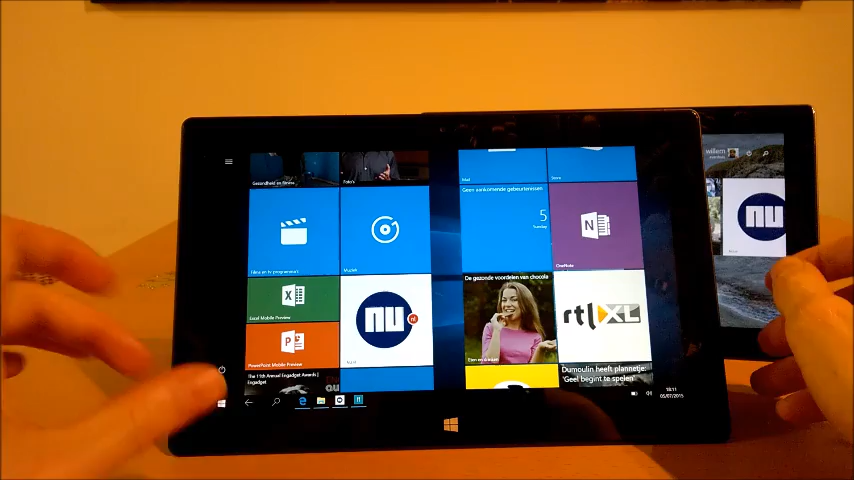 Gezondheid en fitness
Foto's
Mail
Store
willem
Films en tv-programma's
Muziek
Geen aankomende gebeurtenissen
5
Sunday
N
OneNote
nu
Excel Mobile Preview
nu
nl
De gezonde voordelen van chocola
Eten en drinken
rtl XL
PowerPoint Mobile Preview
The 11th Annual Engadget Awards |
Engadget
Dumoulin heeft plannetje:
'Geel begint te spelen'
18:11
05/07/2015